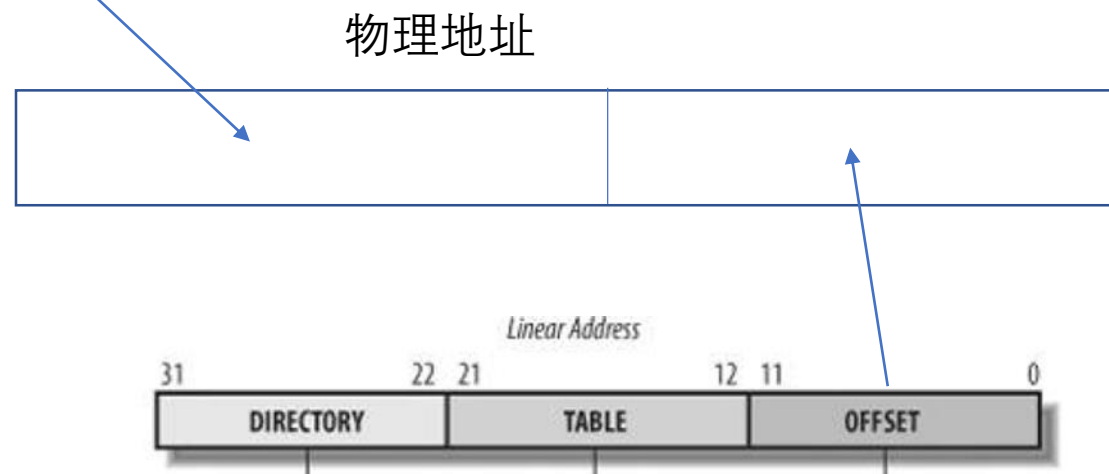 物理地址
Linear Address
31 22 21 12 11 0
DIRECTORY TABLE OFFSET